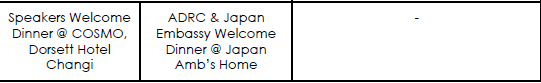 Speakers Welcome
Dinner @ COSMO,
Dorsett Hotel
Changi
ADRC & Japan
Embassy Welcome
Dinner @ Japan
Amb's Home
-